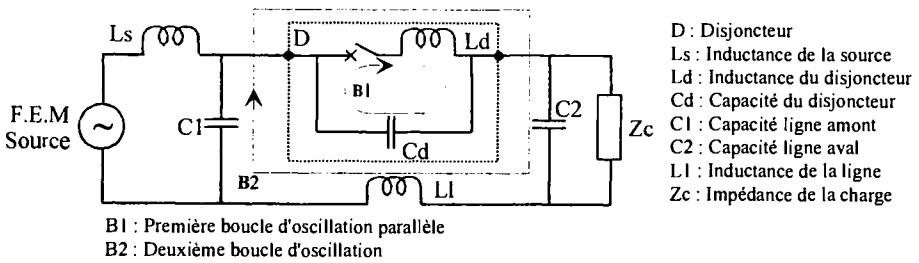 Ls
D
Ld
B1
F.E.M
Source
C1
Cd
C2
Zc
B2
L1
D : Disjoncteur
Ls : Inductance de la source
Ld : Inductance du disjoncteur
Cd : Capacité du disjoncteur
C1 : Capacité ligne amont
C2 : Capacité ligne aval
L1 : Inductance de la ligne
Zc : Impédance de la charge
B1 : Première boucle d'oscillation parallèle
B2 : Deuxième boucle d'oscillation